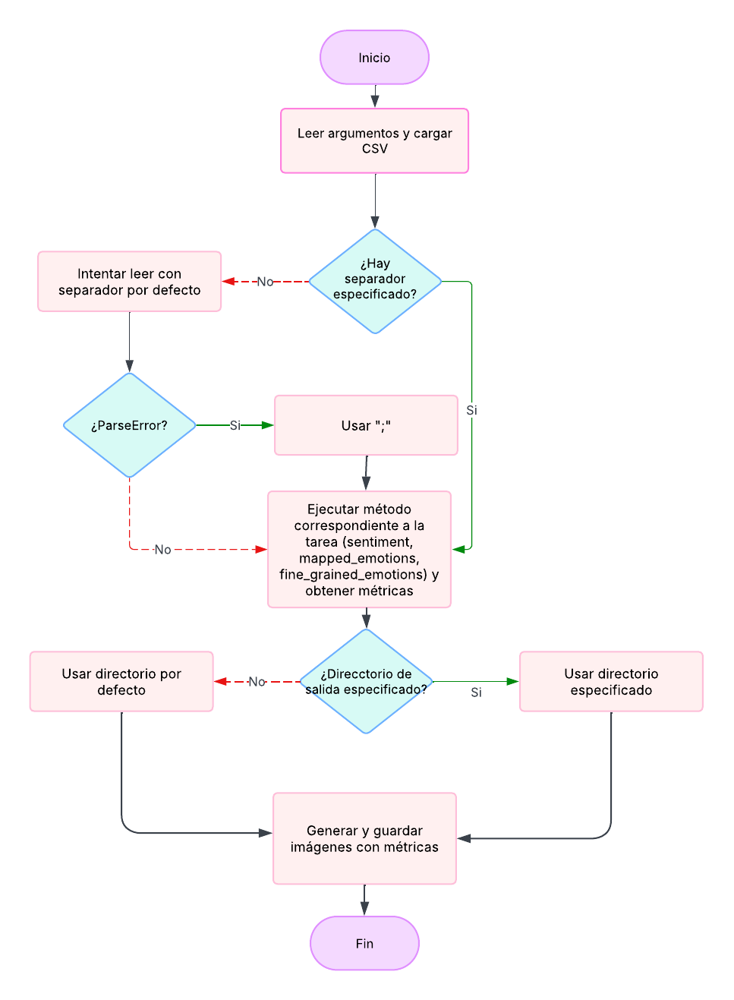 Inicio
Leer argumentos y cargar
CSV
¿Hay
separador
especificado?
No
Intentar leer con
separador por defecto
Si
¿ParseError?
Si
Usar ";"
No
Ejecutar método
correspondiente a la
tarea (sentiment,
mapped_emotions,
fine_grained_emotions) y
obtener métricas
¿Direcctorio de
salida especificado?
No
Usar directorio por
defecto
Si
Usar directorio
especificado
Generar y guardar
imágenes con métricas
Fin